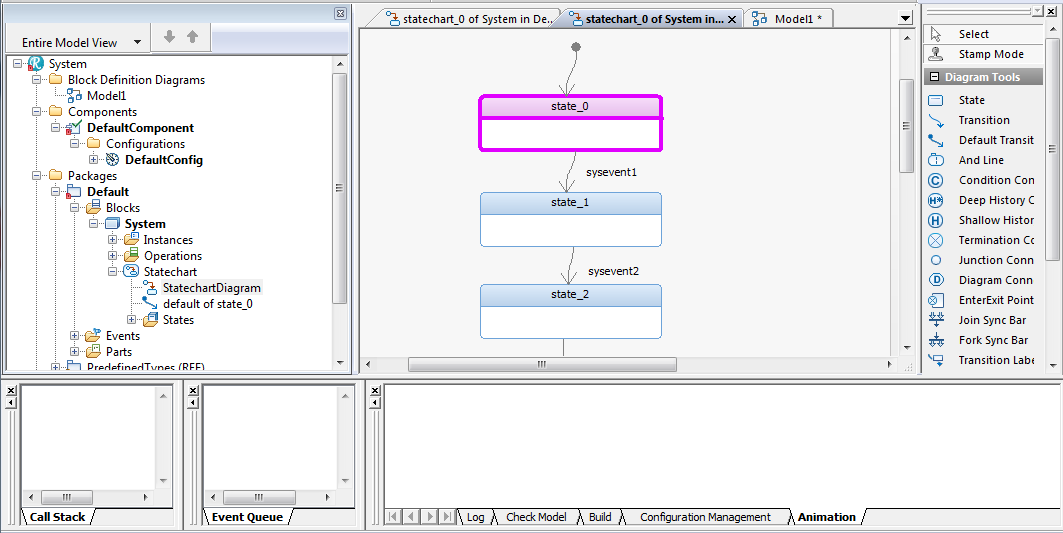 statechart_0 of System in De...
statechart_0 of System in...
Model1 *
Entire Model View
System
Block Definition Diagrams
Model1
Components
DefaultComponent
Configurations
DefaultConfig
Packages
Default
Blocks
System
Instances
Operations
Statechart
StatechartDiagram
default of state_0
States
Events
Parts
PredefinedTypes (REF)
state_0
sysevent1
state_1
sysevent2
state_2
Select
Stamp Mode
Diagram Tools
State
Transition
Default Transit
And Line
Condition Con
Deep History C
Shallow Histor
Termination Co
Junction Conn
Diagram Conn
EnterExit Point
Join Sync Bar
Fork Sync Bar
Transition Labe
Call Stack
Event Queue
Log
Check Model
Build
Configuration Management
Animation